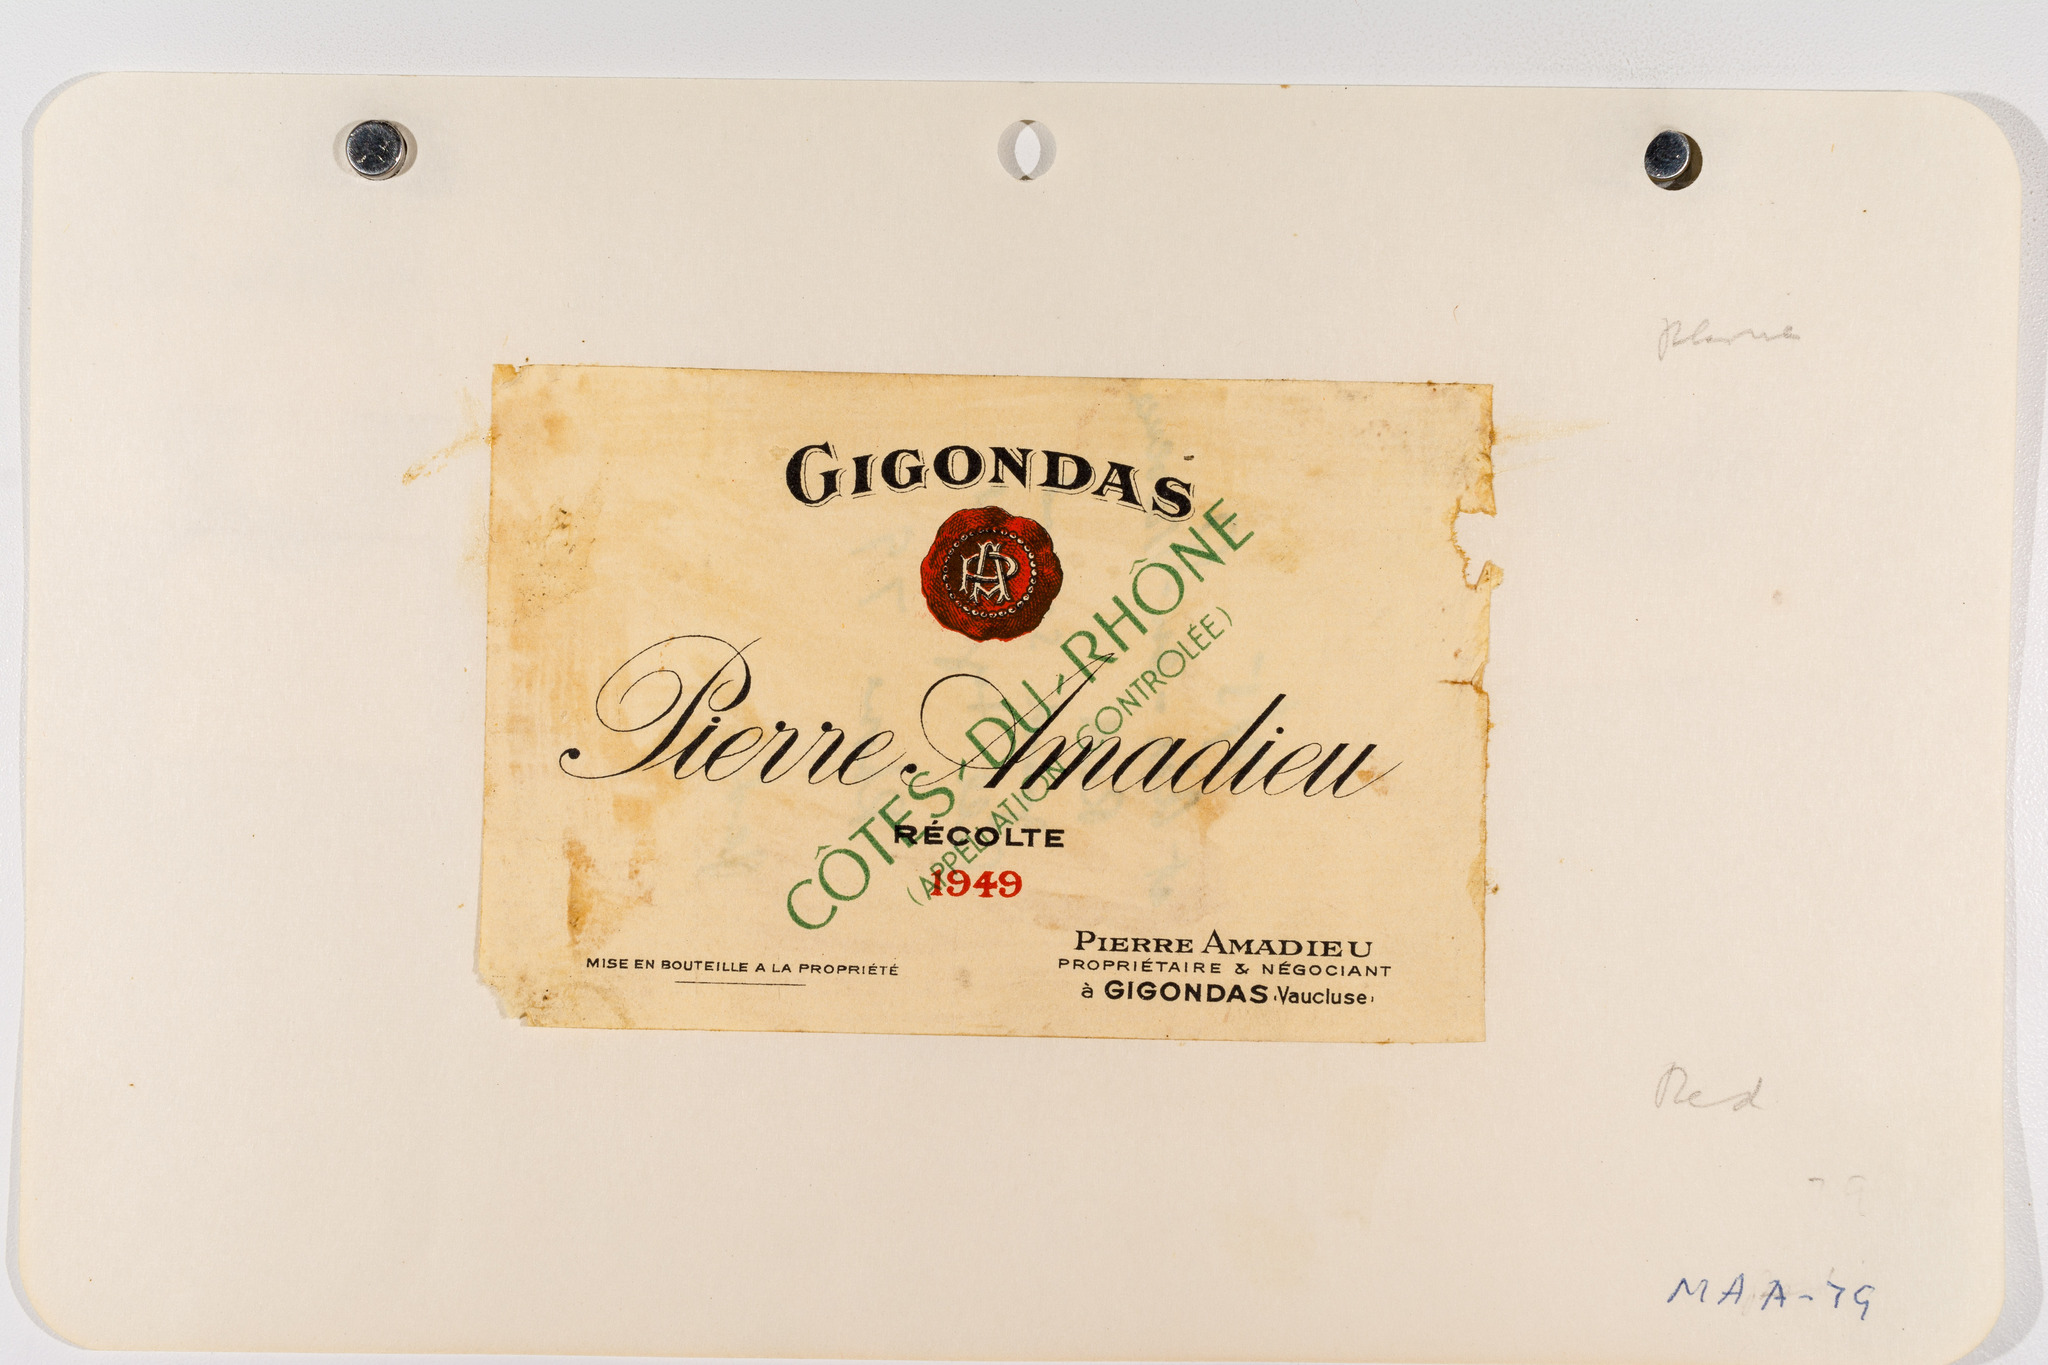 Rhone
GIGONDAS
CÔTES-DU-RHÔNE
(APPELLATION CONTROLÉE)
Pierre Amadieu
RÉCOLTE
1949
MISE EN BOUTEILLE A LA PROPRIÉTÉ
PIERRE AMADIEU
PROPRIÉTAIRE & NÉGOCIANT
à GIGONDAS (Vaucluse)
Red
MAA-79